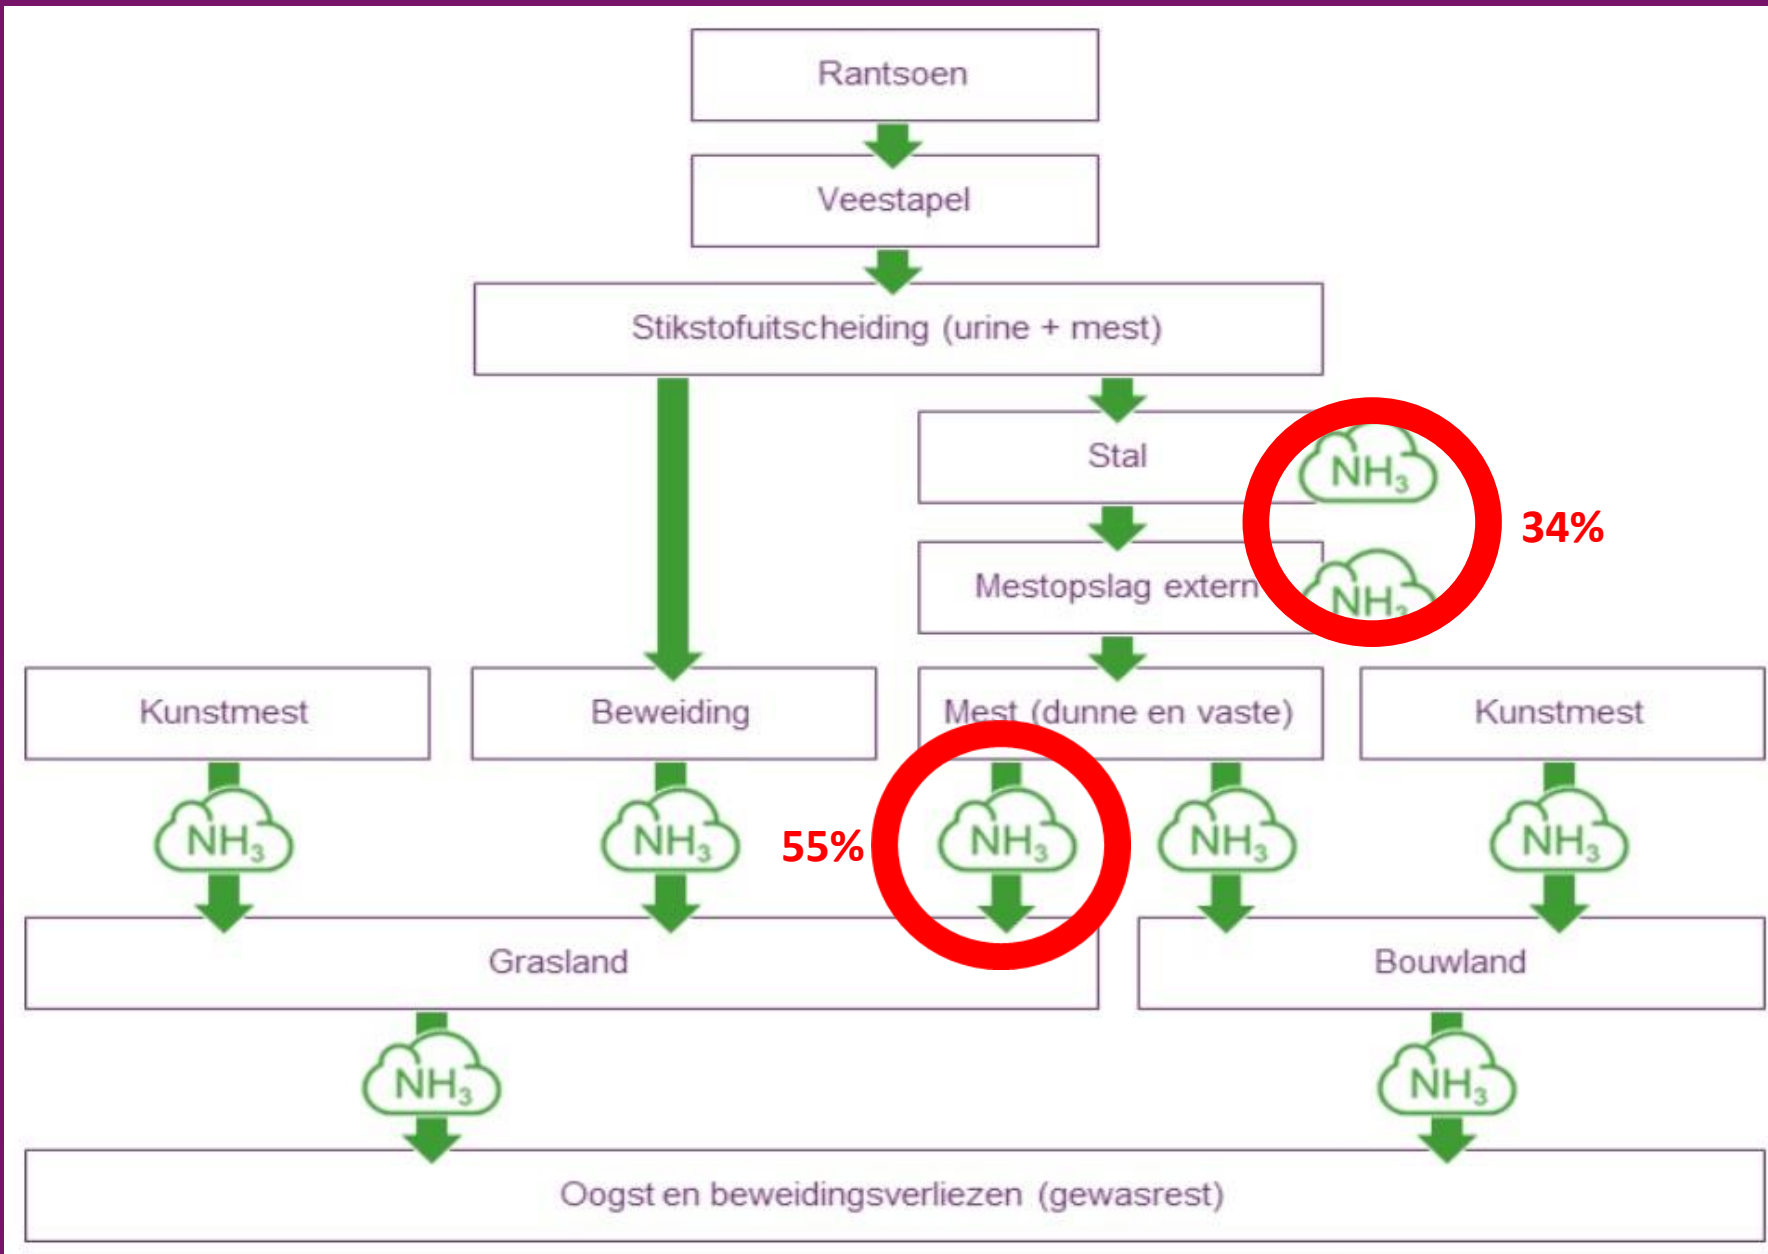 Rantsoen
Veestapel
Stikstofuitscheiding (urine + mest)
Stal
NH₃
34%
Mestopslag extern
NH₃
Kunstmest
Beweiding
Mest (dunne en vaste)
Kunstmest
NH₃
NH₃
55%
NH₃
NH₃
NH₃
Grasland
Bouwland
NH₃
NH₃
Oogst en beweidingsverliezen (gewasrest)